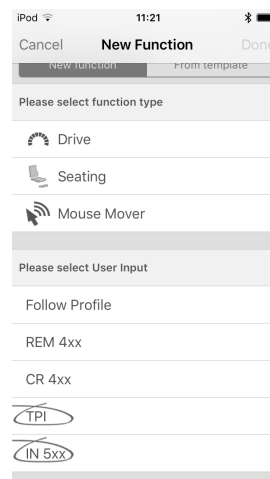 iPod 11:21
Cancel New Function Done
New function From template
Please select function type
Drive
Seating
Mouse Mover
Please select User Input
Follow Profile
REM 4xx
CR 4xx
TPI
IN 5xx